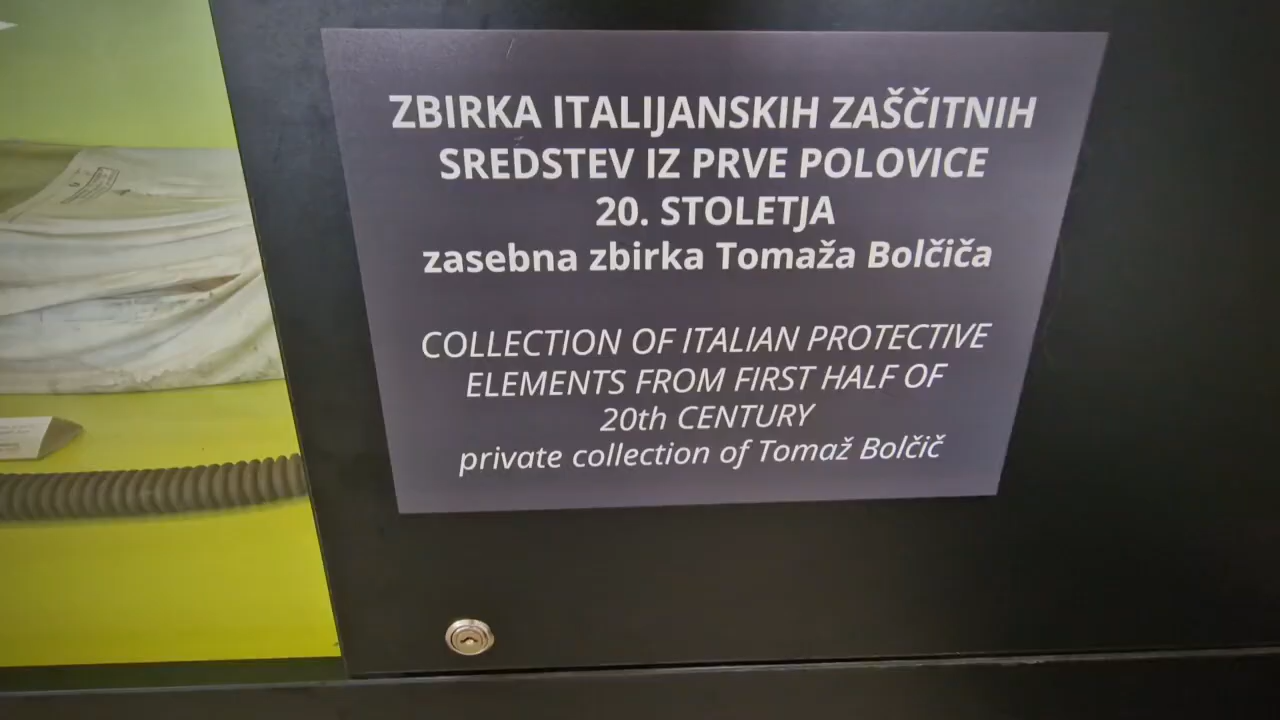 ZBIRKA ITALIJANSKIH ZAŠČITNIH
SREDSTEV IZ PRVE POLOVICE
20. STOLETJA
zasebna zbirka Tomaža Bolčiča
COLLECTION OF ITALIAN PROTECTIVE
ELEMENTS FROM FIRST HALF OF
20th CENTURY
private collection of Tomaž Bolčič